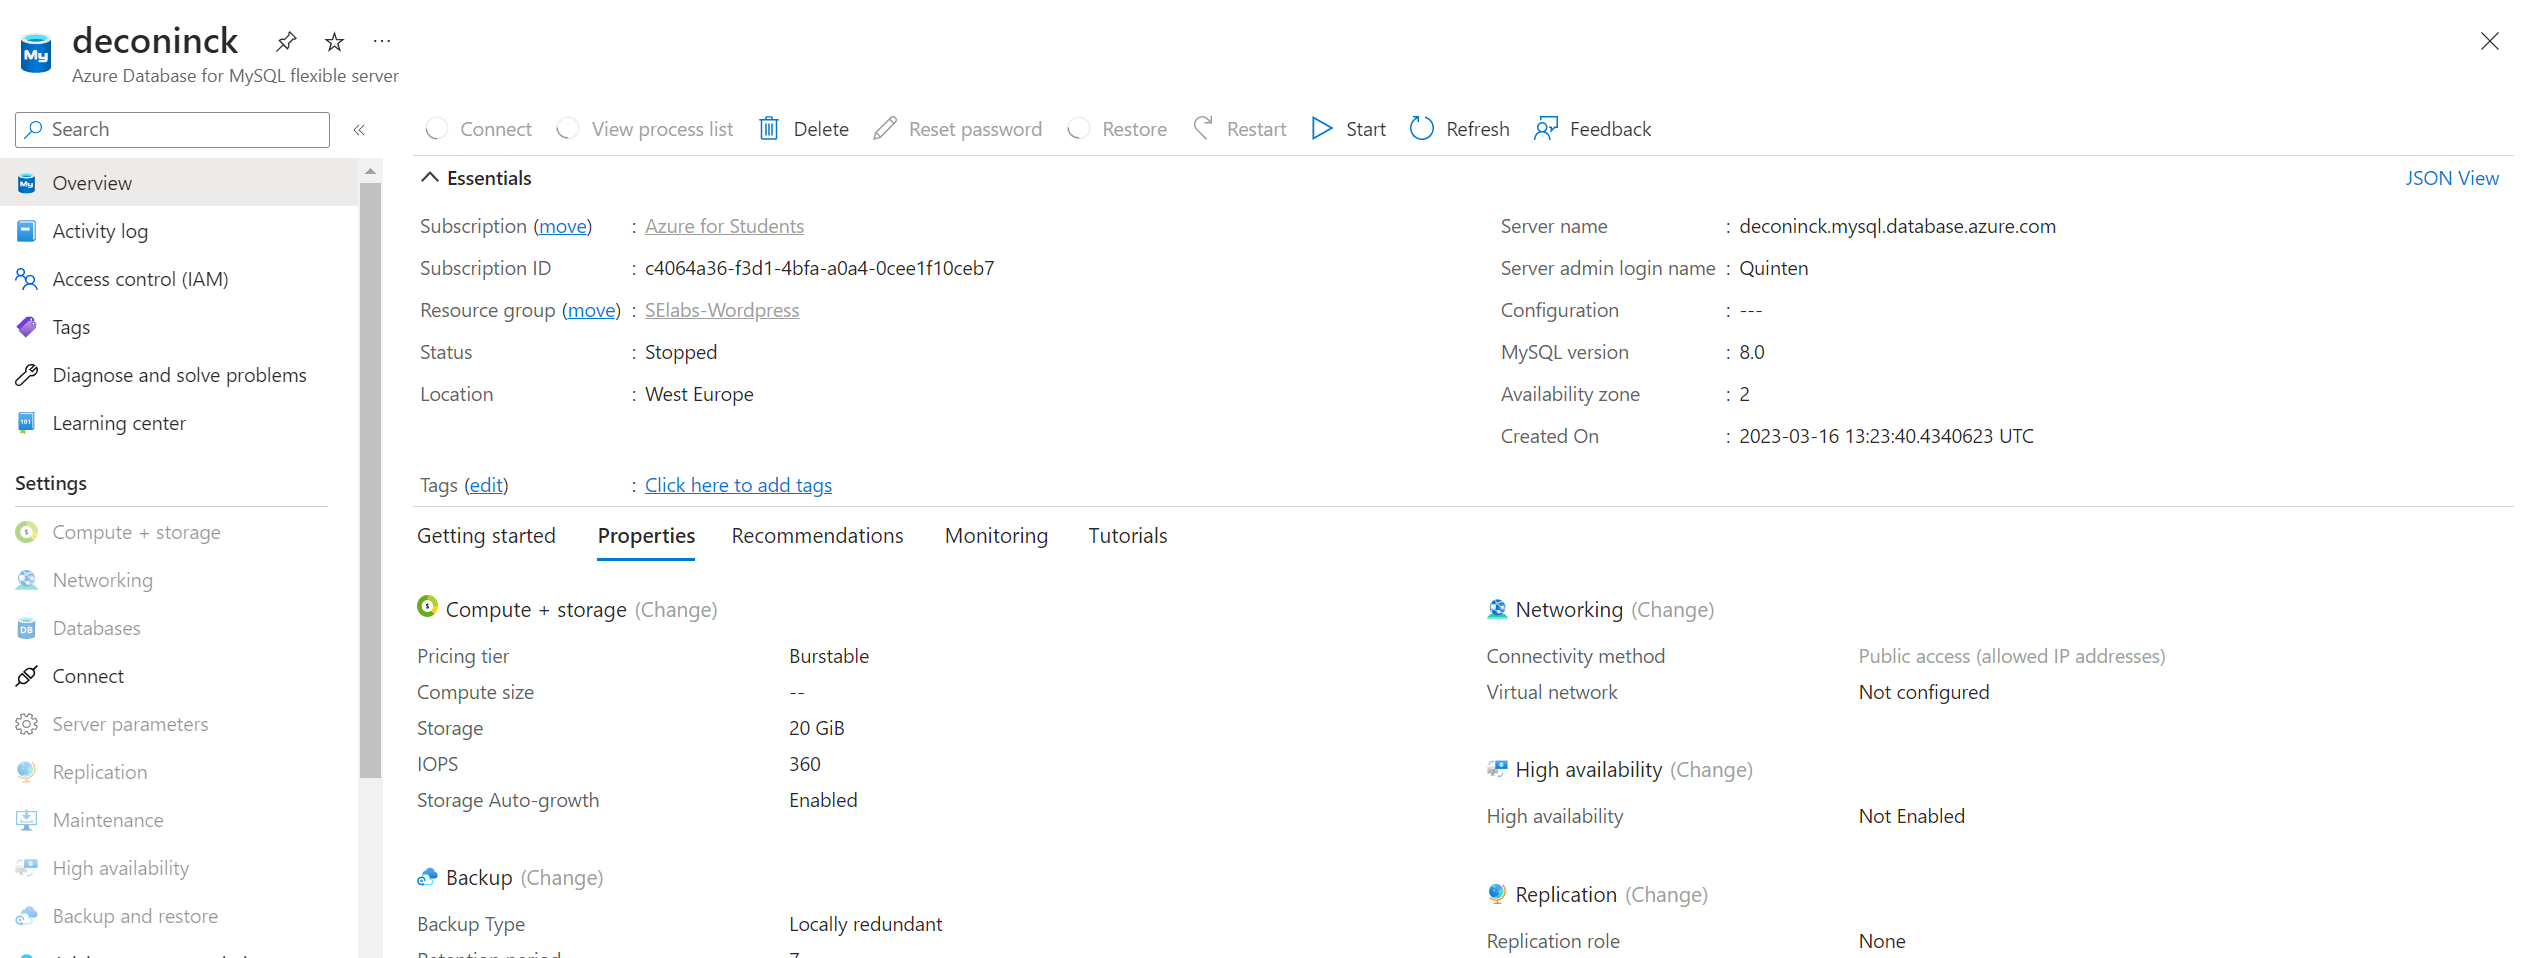 deconinck
Azure Database for MySQL flexible server
Search
Connect View process list Delete Reset password Restore Restart Start Refresh Feedback
Overview
Activity log
Access control (IAM)
Tags
Diagnose and solve problems
Learning center
Settings
Compute + storage
Networking
Databases
Connect
Server parameters
Replication
Maintenance
High availability
Backup and restore
Essentials
JSON View
Subscription (move) : Azure for Students
Subscription ID : c4064a36-f3d1-4bfa-a0a4-0cee1f10ceb7
Resource group (move) : SElabs-Wordpress
Status : Stopped
Location : West Europe
Server name : deconinck.mysql.database.azure.com
Server admin login name : Quinten
Configuration : ---
MySQL version : 8.0
Availability zone : 2
Created On : 2023-03-16 13:23:40.4340623 UTC
Tags (edit) : Click here to add tags
Getting started Properties Recommendations Monitoring Tutorials
Compute + storage (Change)
Pricing tier Burstable
Compute size --
Storage 20 GiB
IOPS 360
Storage Auto-growth Enabled
Backup (Change)
Backup Type Locally redundant
Retention period
Networking (Change)
Connectivity method Public access (allowed IP addresses)
Virtual network Not configured
High availability (Change)
High availability Not Enabled
Replication (Change)
Replication role None